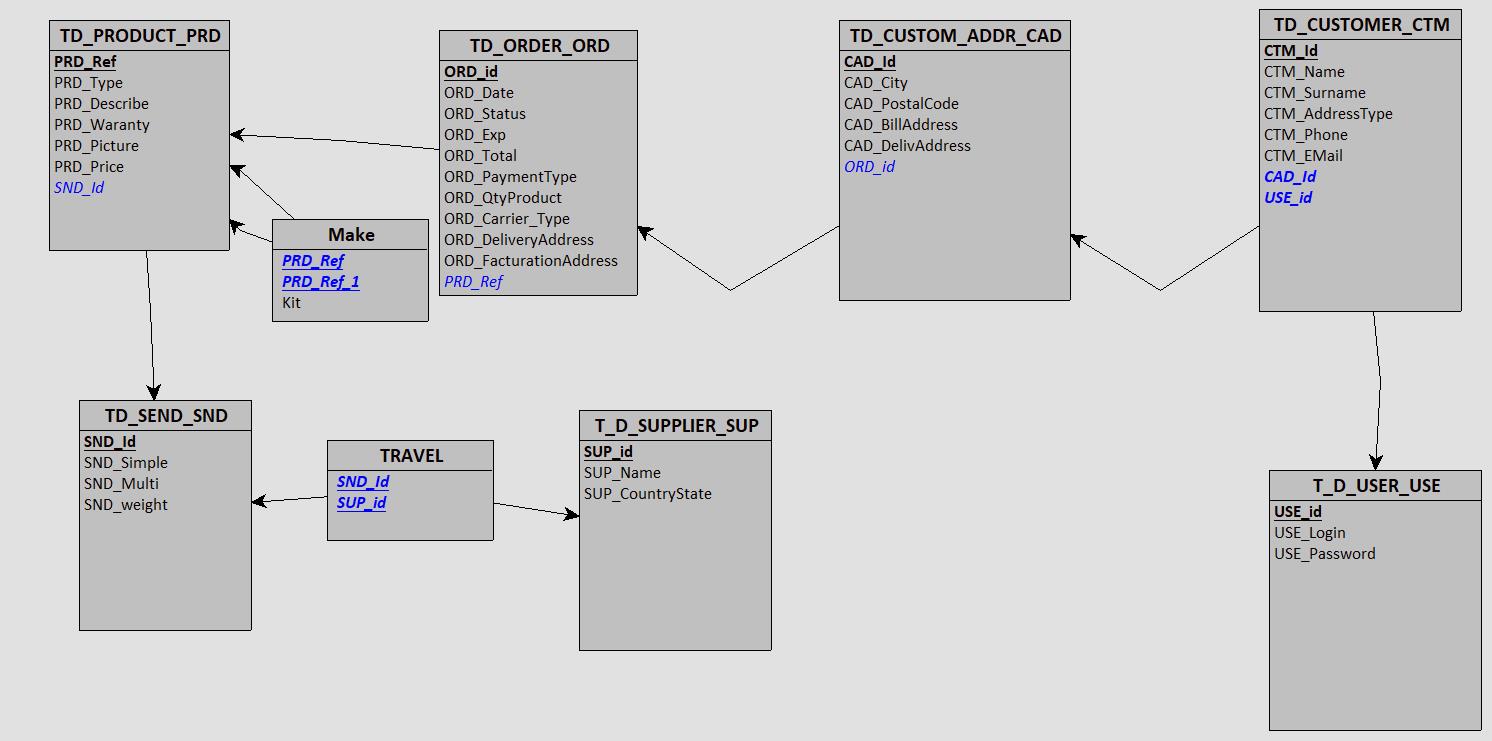 TD_PRODUCT_PRD
PRD_Ref
PRD_Type
PRD_Describe
PRD_Waranty
PRD_Picture
PRD_Price
SND_Id
Make
PRD_Ref
PRD_Ref_1
Kit
TD_ORDER_ORD
ORD_id
ORD_Date
ORD_Status
ORD_Exp
ORD_Total
ORD_PaymentType
ORD_QtyProduct
ORD_Carrier_Type
ORD_DeliveryAddress
ORD_FacturationAddress
PRD_Ref
TD_CUSTOM_ADDR_CAD
CAD_Id
CAD_City
CAD_PostalCode
CAD_BillAddress
CAD_DelivAddress
ORD_id
TD_CUSTOMER_CTM
CTM_Id
CTM_Name
CTM_Surname
CTM_AddressType
CTM_Phone
CTM_EMail
CAD_Id
USE_id
TD_SEND_SND
SND_Id
SND_Simple
SND_Multi
SND_weight
TRAVEL
SND_Id
SUP_id
T_D_SUPPLIER_SUP
SUP_id
SUP_Name
SUP_CountryState
T_D_USER_USE
USE_id
USE_Login
USE_Password